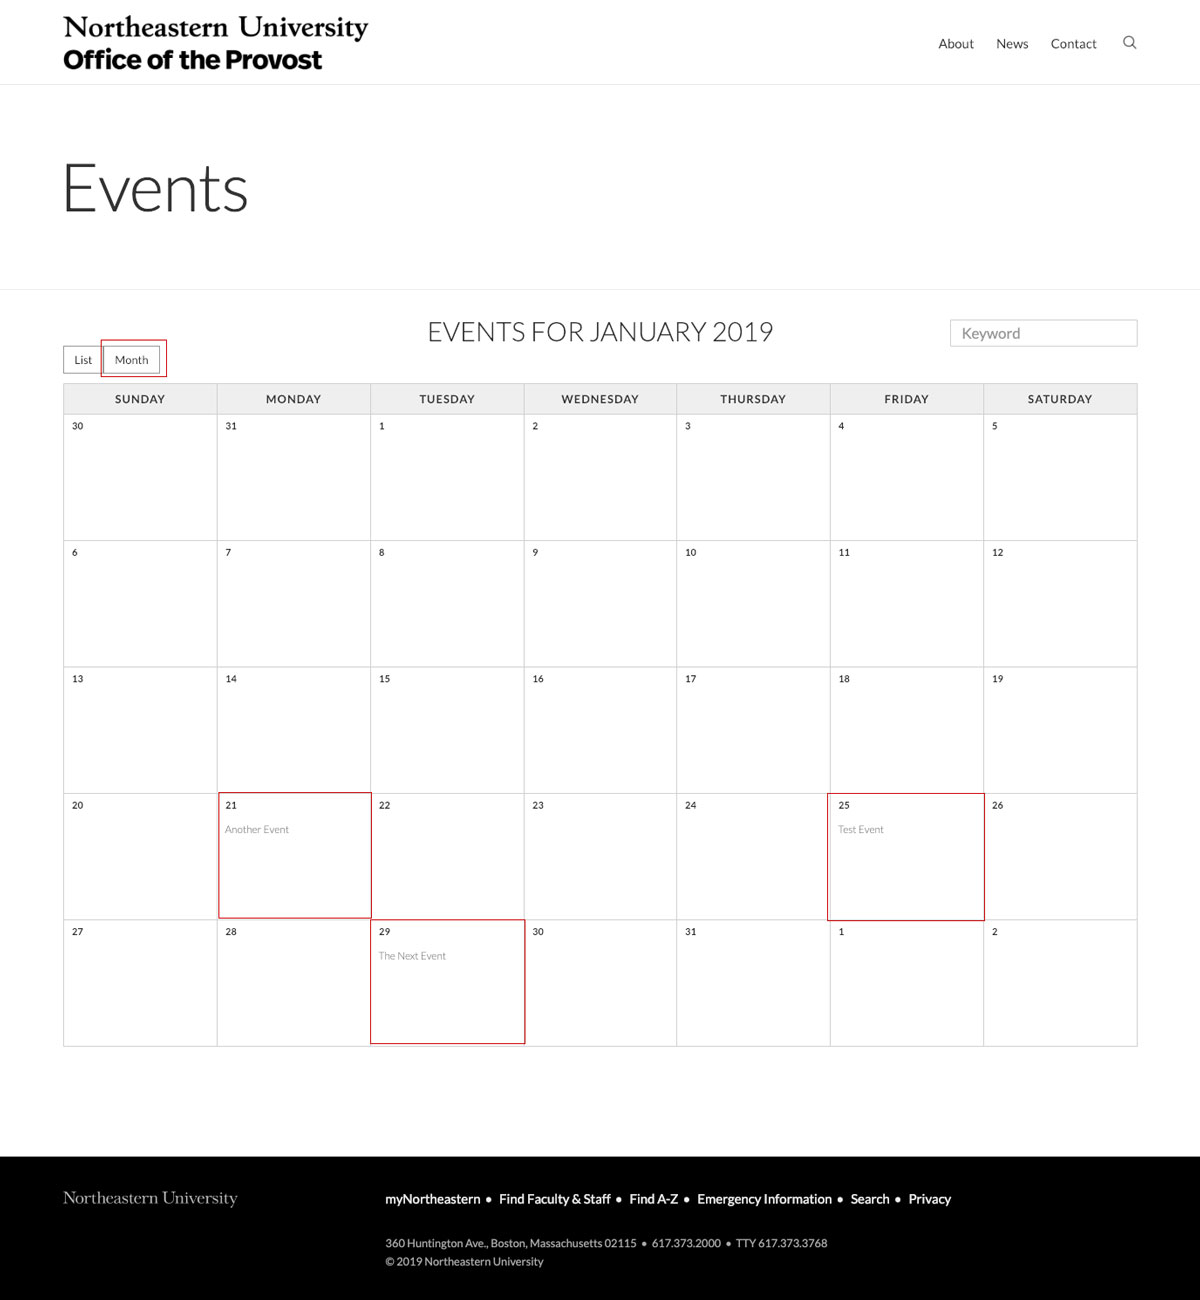 Northeastern University
Office of the Provost
About News Contact
Events
EVENTS FOR JANUARY 2019
Keyword
List Month
SUNDAY MONDAY TUESDAY WEDNESDAY THURSDAY FRIDAY SATURDAY
30 31 1 2 3 4 5
6 7 8 9 10 11 12
13 14 15 16 17 18 19
20 21 22 23 24 25 26
Another Event Test Event
27 28 29 30 31 1 2
The Next Event
Northeastern University
myNortheastern • Find Faculty & Staff • Find A-Z • Emergency Information • Search • Privacy
360 Huntington Ave., Boston, Massachusetts 02115 • 617.373.2000 • TTY 617.373.3768
© 2019 Northeastern University